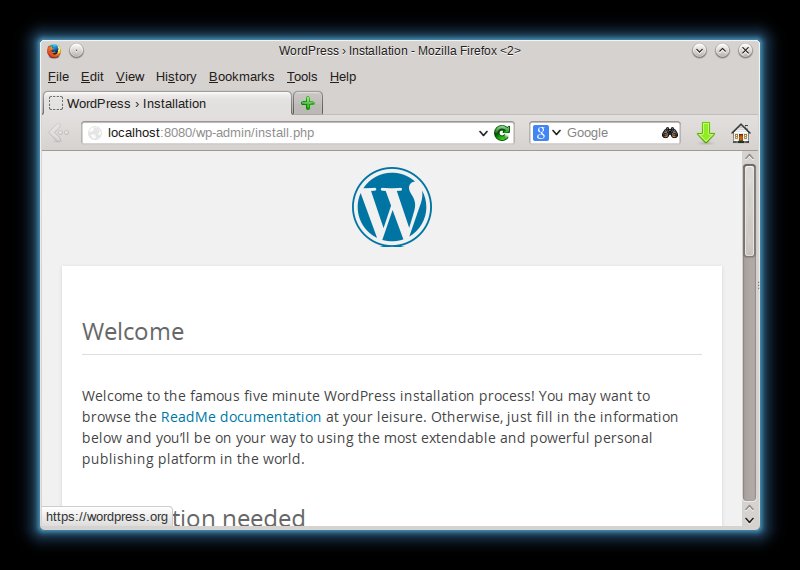 WordPress › Installation - Mozilla Firefox <2>
File Edit View History Bookmarks Tools Help
WordPress › Installation
localhost:8080/wp-admin/install.php
Google
Welcome
Welcome to the famous five minute WordPress installation process! You may want to
browse the ReadMe documentation at your leisure. Otherwise, just fill in the information
below and you’ll be on your way to using the most extendable and powerful personal
publishing platform in the world.
tion needed
https://wordpress.org